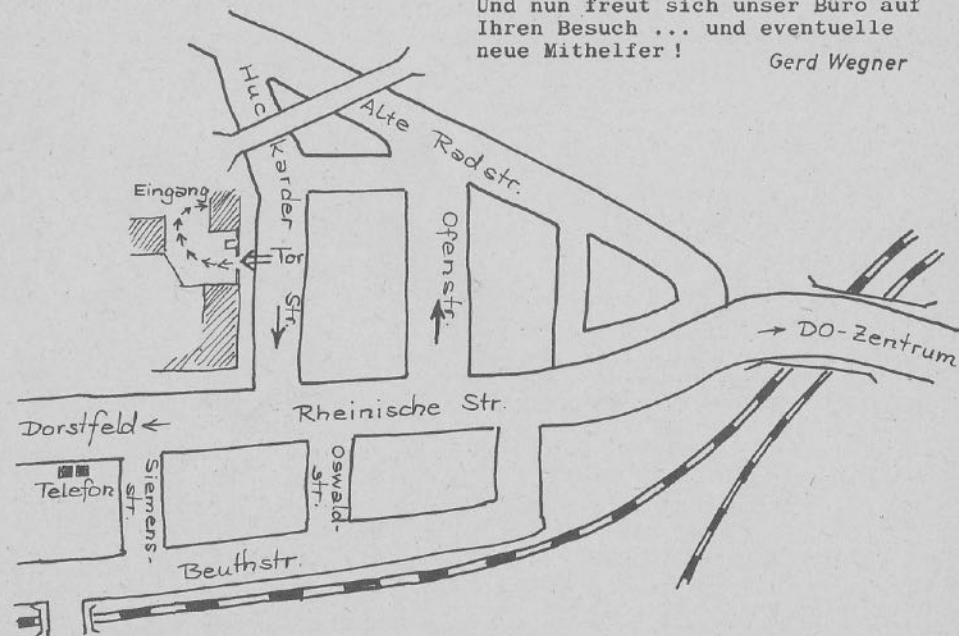 Und nun freut sich unser Büro auf
Ihren Besuch ... und eventuelle
neue Mithelfer !
Gerd Wegner
Huckarder Str.
Alte Radstr.
Eingang
Ofenstr.
Tor
→ DO-Zentrum
Rheinische Str.
Dorstfeld ←
Telefon
Siemens-
str.
Oswald-
str.
Beuthstr.